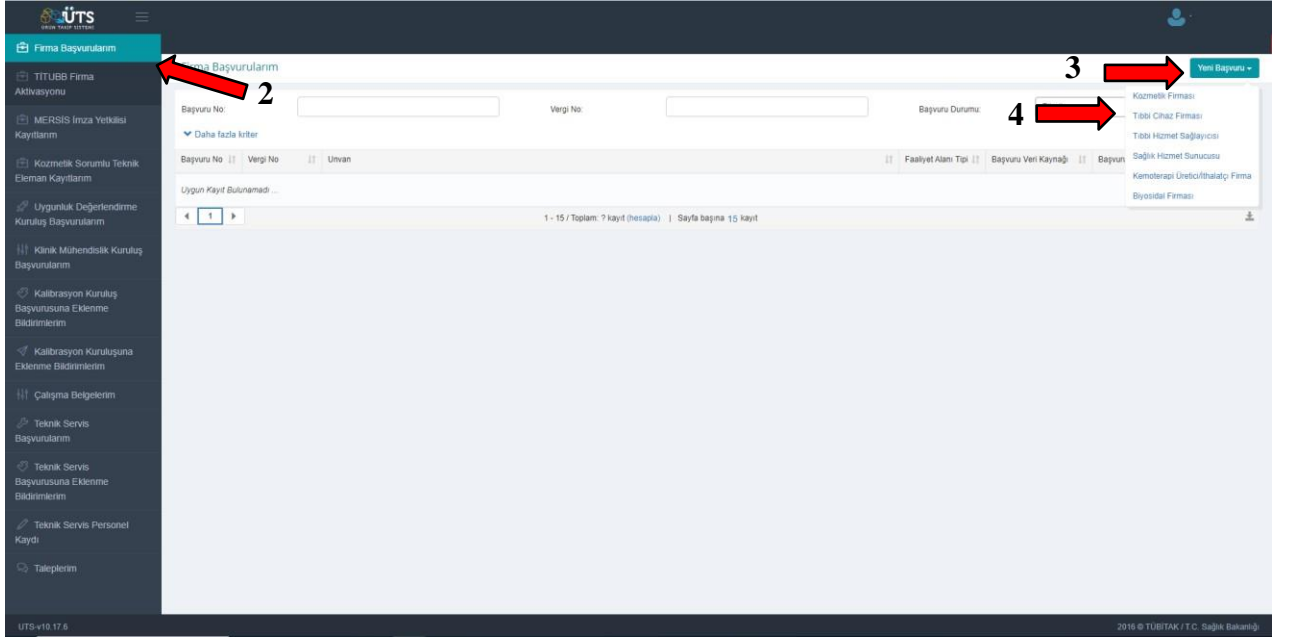 ÜTS
ÜRÜN TAKİP SİSTEMİ
Firma Başvurularım
TİTUBB Firma
Aktivasyonu
MERSİS İmza Yetkilisi
Kayıtlarım
Kozmetik Sorumlu Teknik
Eleman Kayıtlarım
Uygunluk Değerlendirme
Kuruluş Başvurularım
Klinik Mühendislik Kuruluş
Başvurularım
Kalibrasyon Kuruluş
Başvurusuna Eklenme
Bildirimlerim
Kalibrasyon Kuruluşuna
Eklenme Bildirimlerim
Çalışma Belgelerim
Teknik Servis
Başvurularım
Teknik Servis
Başvurusuna Eklenme
Bildirimlerim
Teknik Servis Personel
Kaydı
Taleplerim
UTS-v10.17.6
2
Firma Başvurularım
3
Yeni Başvuru
4
Kozmetik Firması
Tıbbi Cihaz Firması
Tıbbi Hizmet Sağlayıcısı
Sağlık Hizmet Sunucusu
Kemoterapi Üretici/İthalatçı Firma
Biyosidal Firması
Başvuru No: Vergi No: Başvuru Durumu:
Daha fazla kriter
Başvuru No Vergi No Unvan Faaliyet Alanı Tipi Başvuru Veri Kaynağı Başvuru
Uygun Kayıt Bulunamadı ...
1 1 - 15 / Toplam: ? kayıt (hesapla) | Sayfa başına 15 kayıt
2016 © TÜBİTAK / T.C. Sağlık Bakanlığı